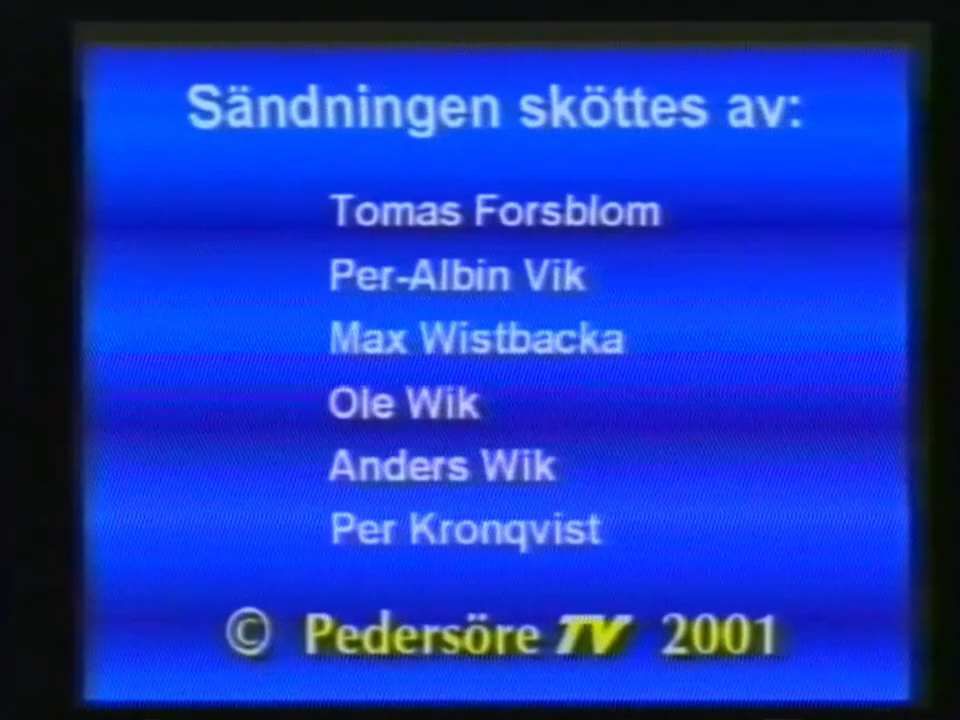 Sändningen sköttes av:
Tomas Forsblom
Per-Albin Vik
Max Wistbacka
Ole Wik
Anders Wik
Per Kronqvist
© Pedersöre TV 2001